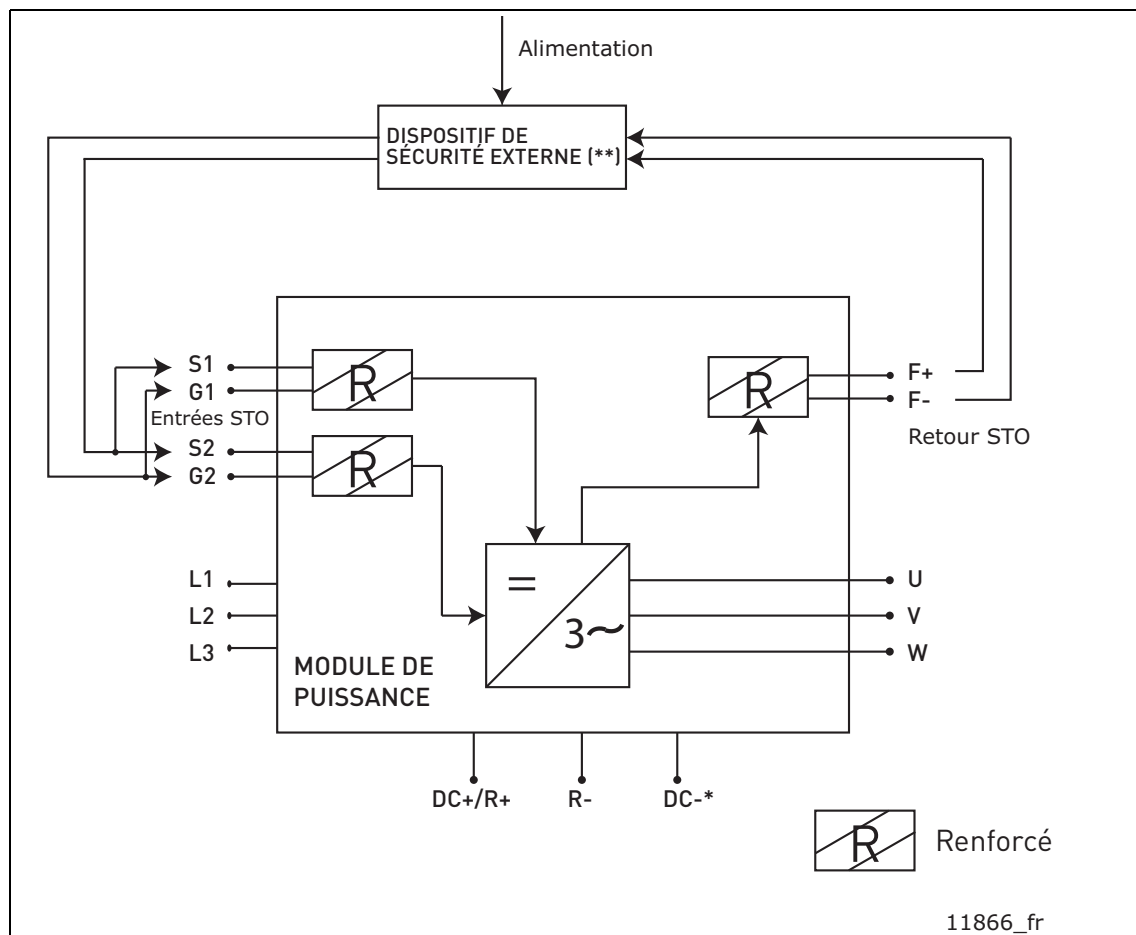 Alimentation
DISPOSITIF DE
SÉCURITÉ EXTERNE (**)
S1
G1
Entrées STO
S2
G2
R
R
R
F+
F-
Retour STO
L1
L2
L3
=
3~
U
V
W
MODULE DE
PUISSANCE
DC+/R+
R-
DC-*
R
Renforcé
11866_fr